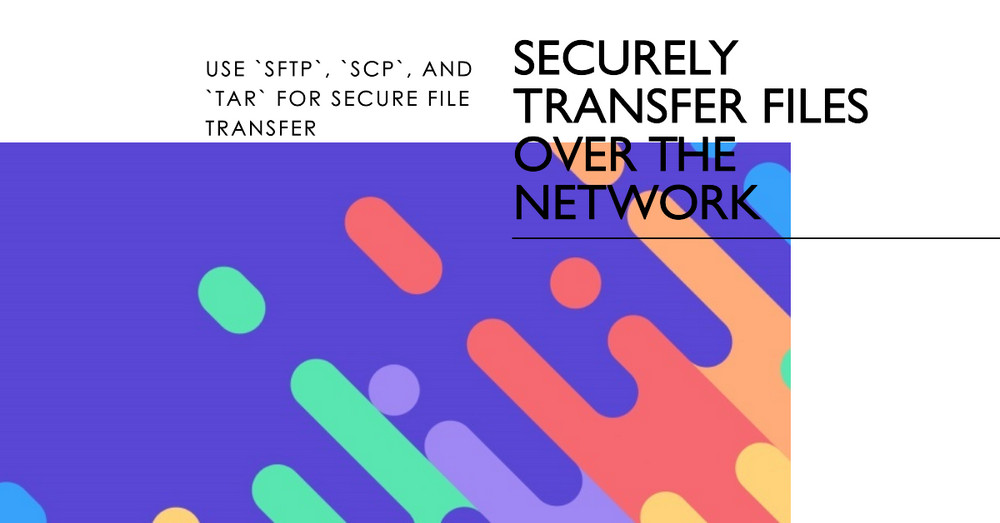 USE `SFTP`, `SCP`, AND
`TAR` FOR SECURE FILE
TRANSFER
SECURELY
TRANSFER FILES
OVER THE
NETWORK